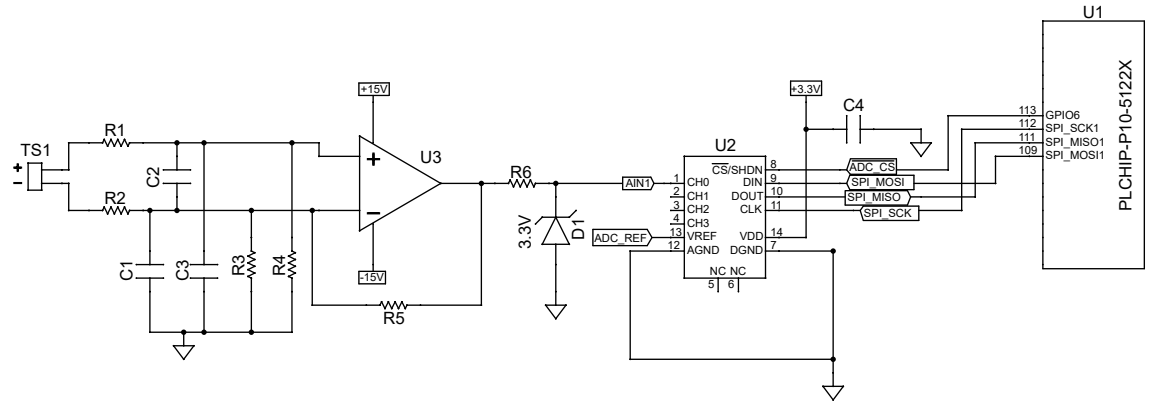 U1
PLCHIP-P10-5122X
113 GPIO6
112 SPI_SCK1
111 SPI_MISO1
109 SPI_MOSI1
+3.3V
C4
+15V
TS1
+
−
R1
R2
C2
C1
C3
R3
R4
+
−
U3
-15V
R5
R6
3.3V
D1
AIN1
ADC_REF
U2
1 CH0
2 CH1
3 CH2
4 CH3
13 VREF
12 AGND
CS/SHDN 8
DIN 9
DOUT 10
CLK 11
VDD 14
DGND 7
NC NC
5 6
ADC_CS
SPI_MOSI
SPI_MISO
SPI_SCK